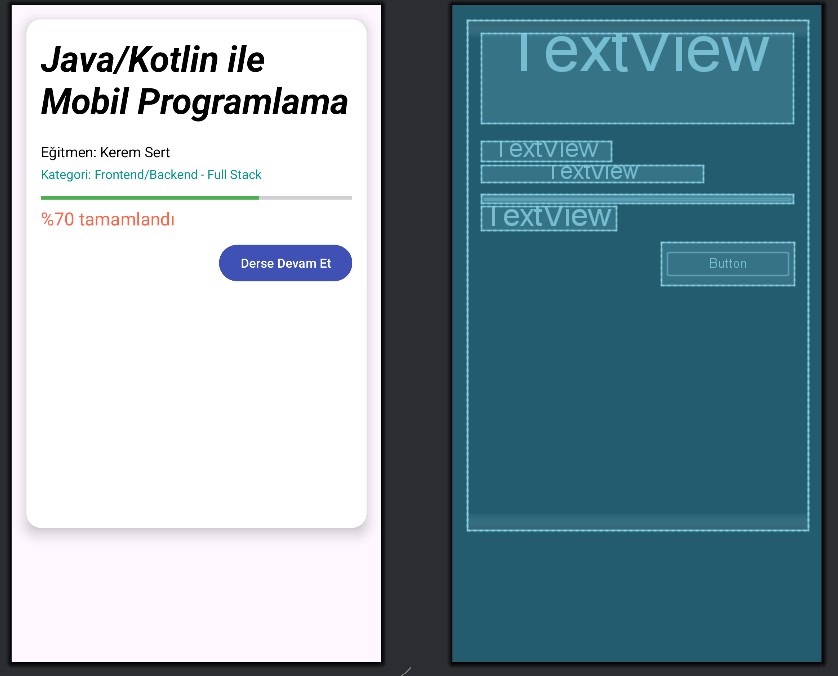 Java/Kotlin ile
Mobil Programlama
Eğitmen: Kerem Sert
Kategori: Frontend/Backend - Full Stack
%70 tamamlandı
Derse Devam Et
TextView
TextView
TextView
TextView
Button